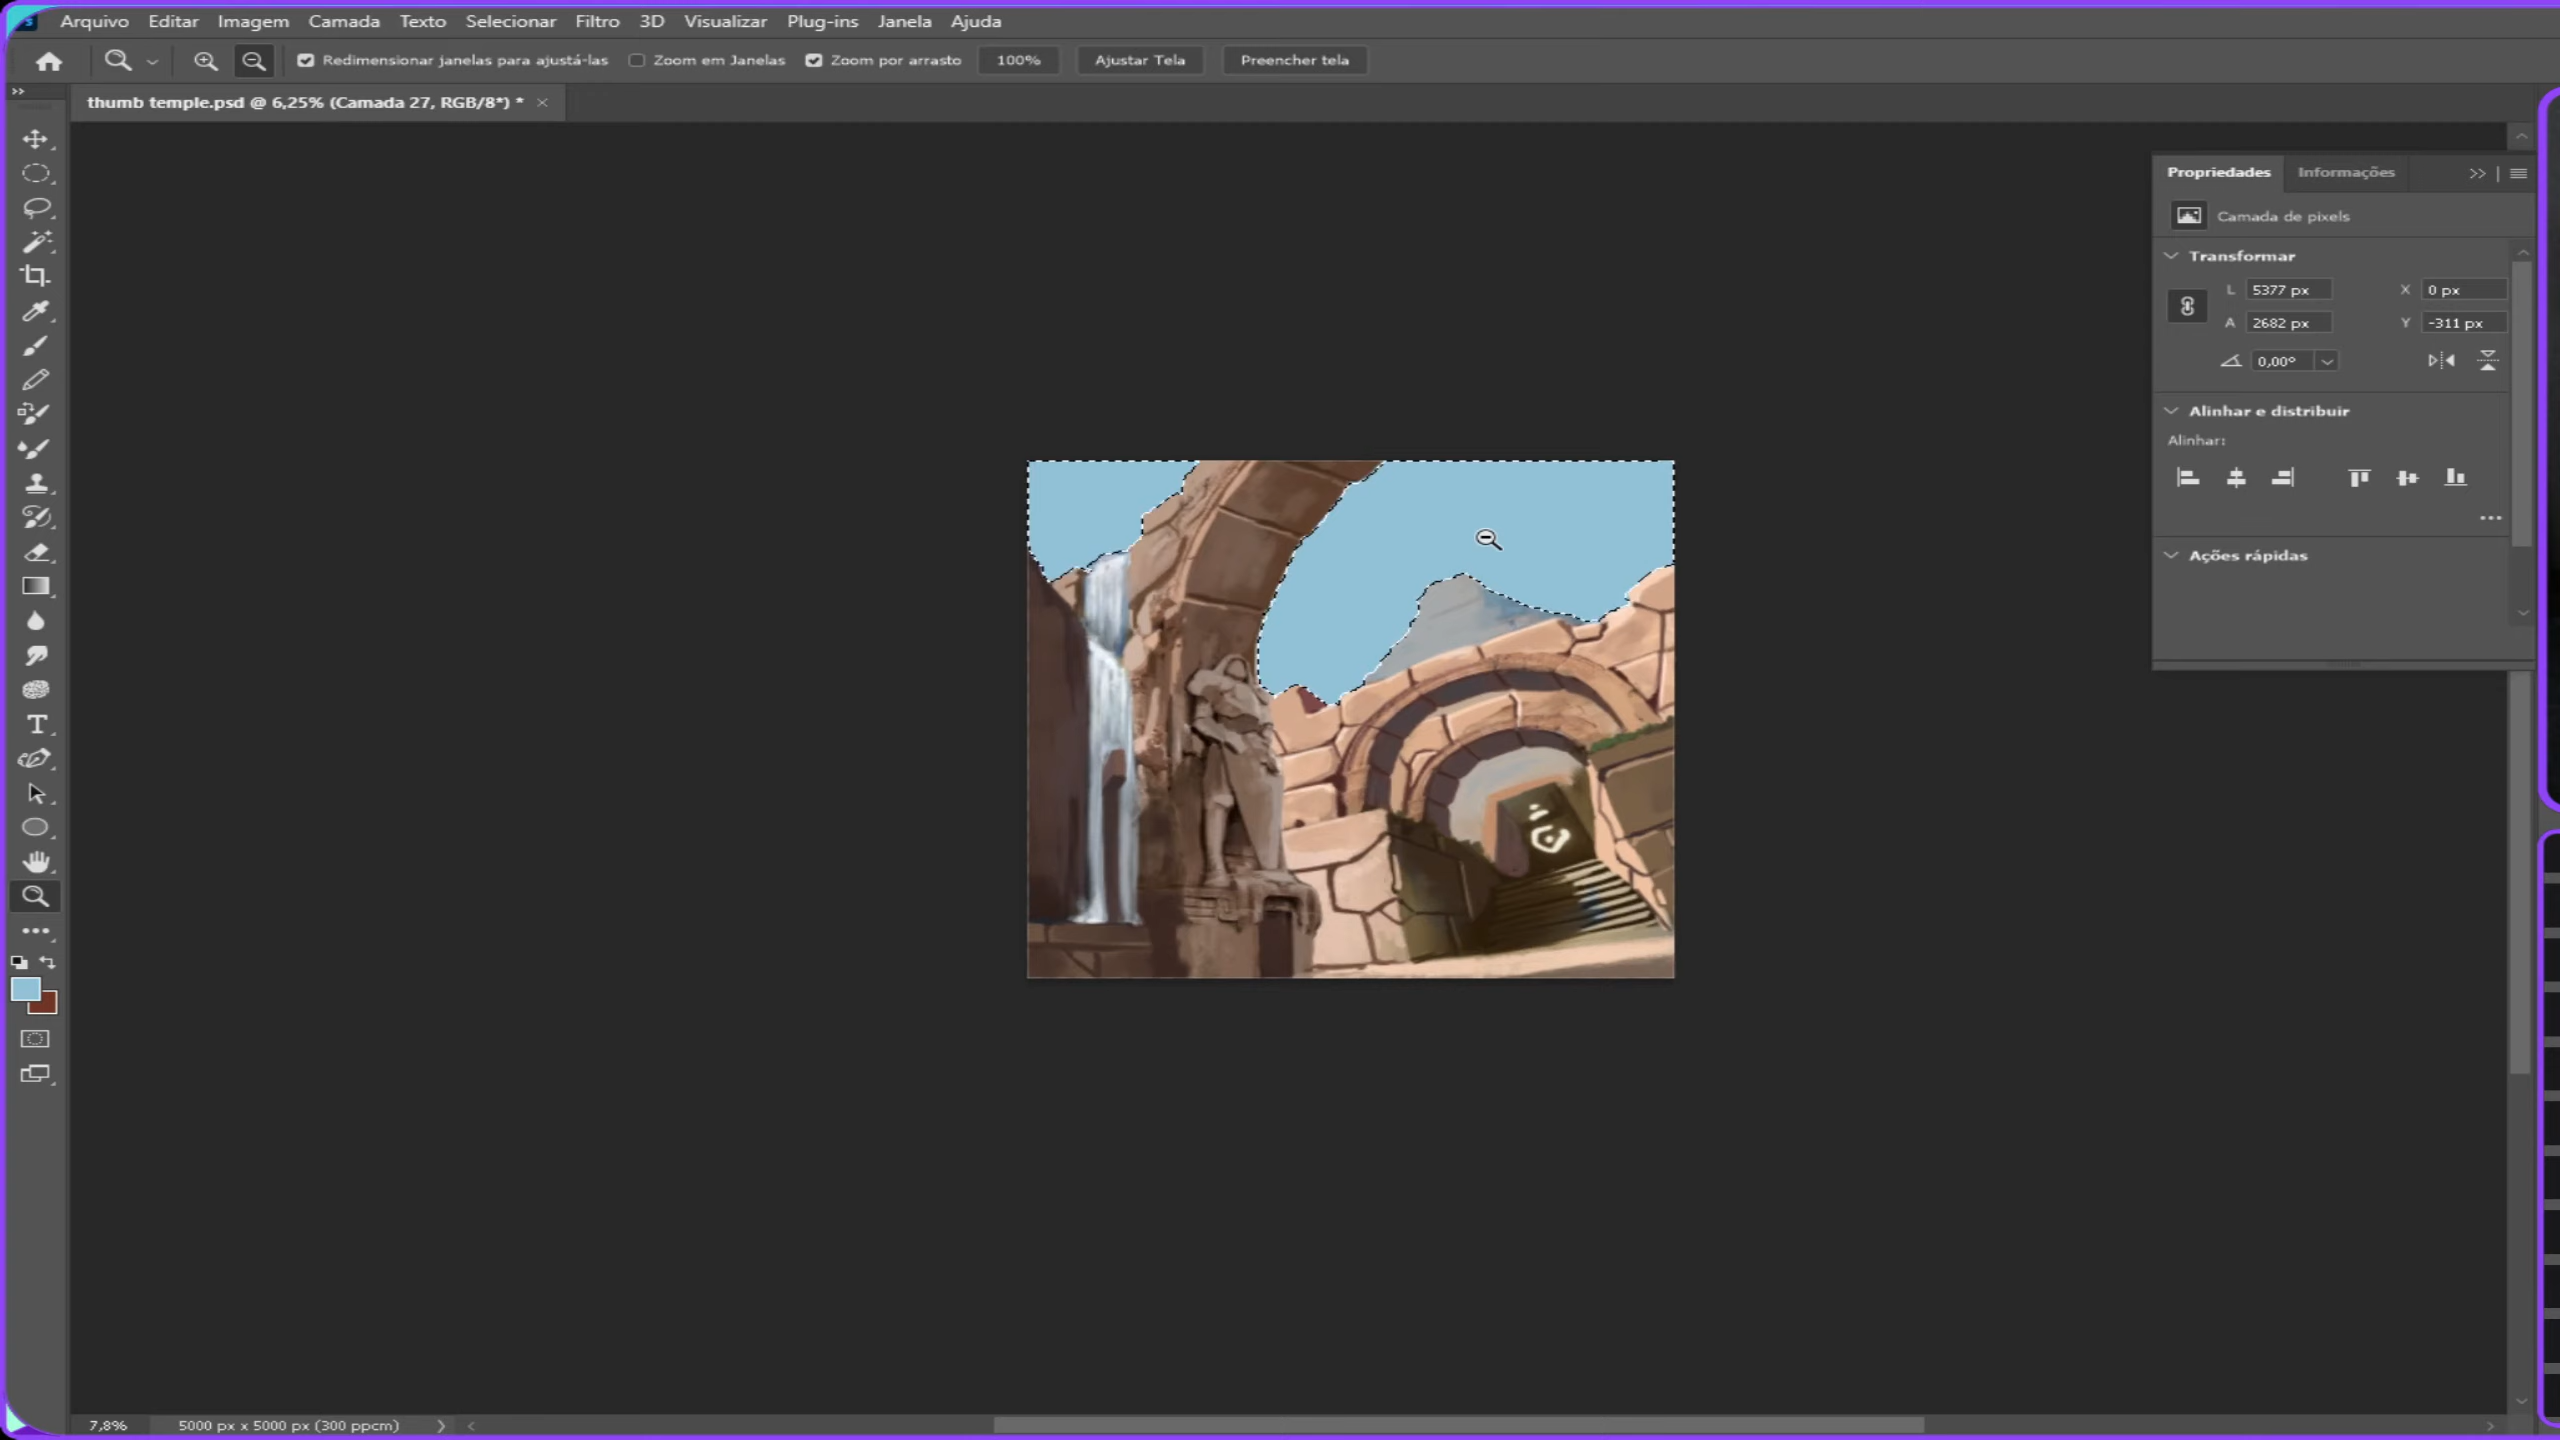 Arquivo Editar Imagem Camada Texto Selecionar Filtro 3D Visualizar Plug-ins Janela Ajuda
Redimensionar janelas para ajustá-las Zoom em Janelas Zoom por arrasto 100% Ajustar Tela Preencher tela
thumb temple.psd @ 6,25% (Camada 27, RGB/8*) *
Propriedades Informações
Camada de pixels
Transformar
L 5377 px X 0 px
A 2682 px Y -311 px
0,00°
Alinhar e distribuir
Alinhar:
Ações rápidas
7,8% 5000 px x 5000 px (300 ppcm)